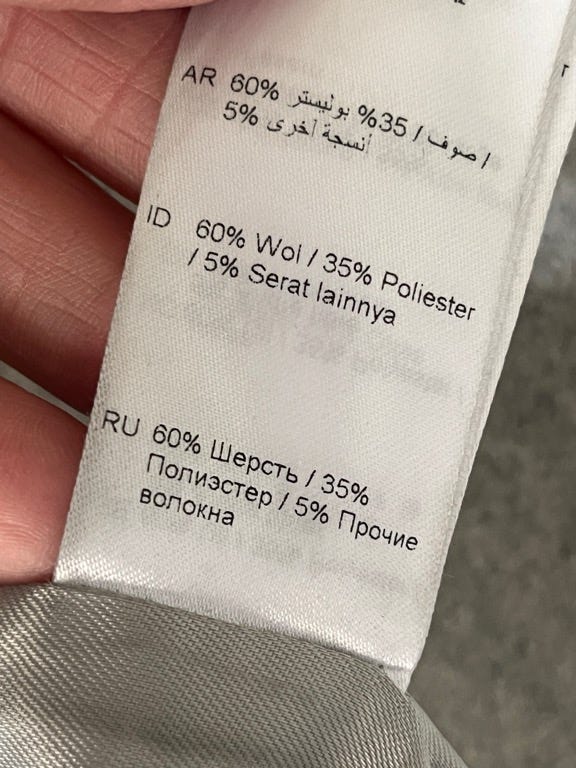 AR 60% صوف / 35% بوليستر /
5% أنسجة أخرى
ID 60% Wol / 35% Poliester
/ 5% Serat lainnya
RU 60% Шерсть / 35%
Полиэстер / 5% Прочие
волокна